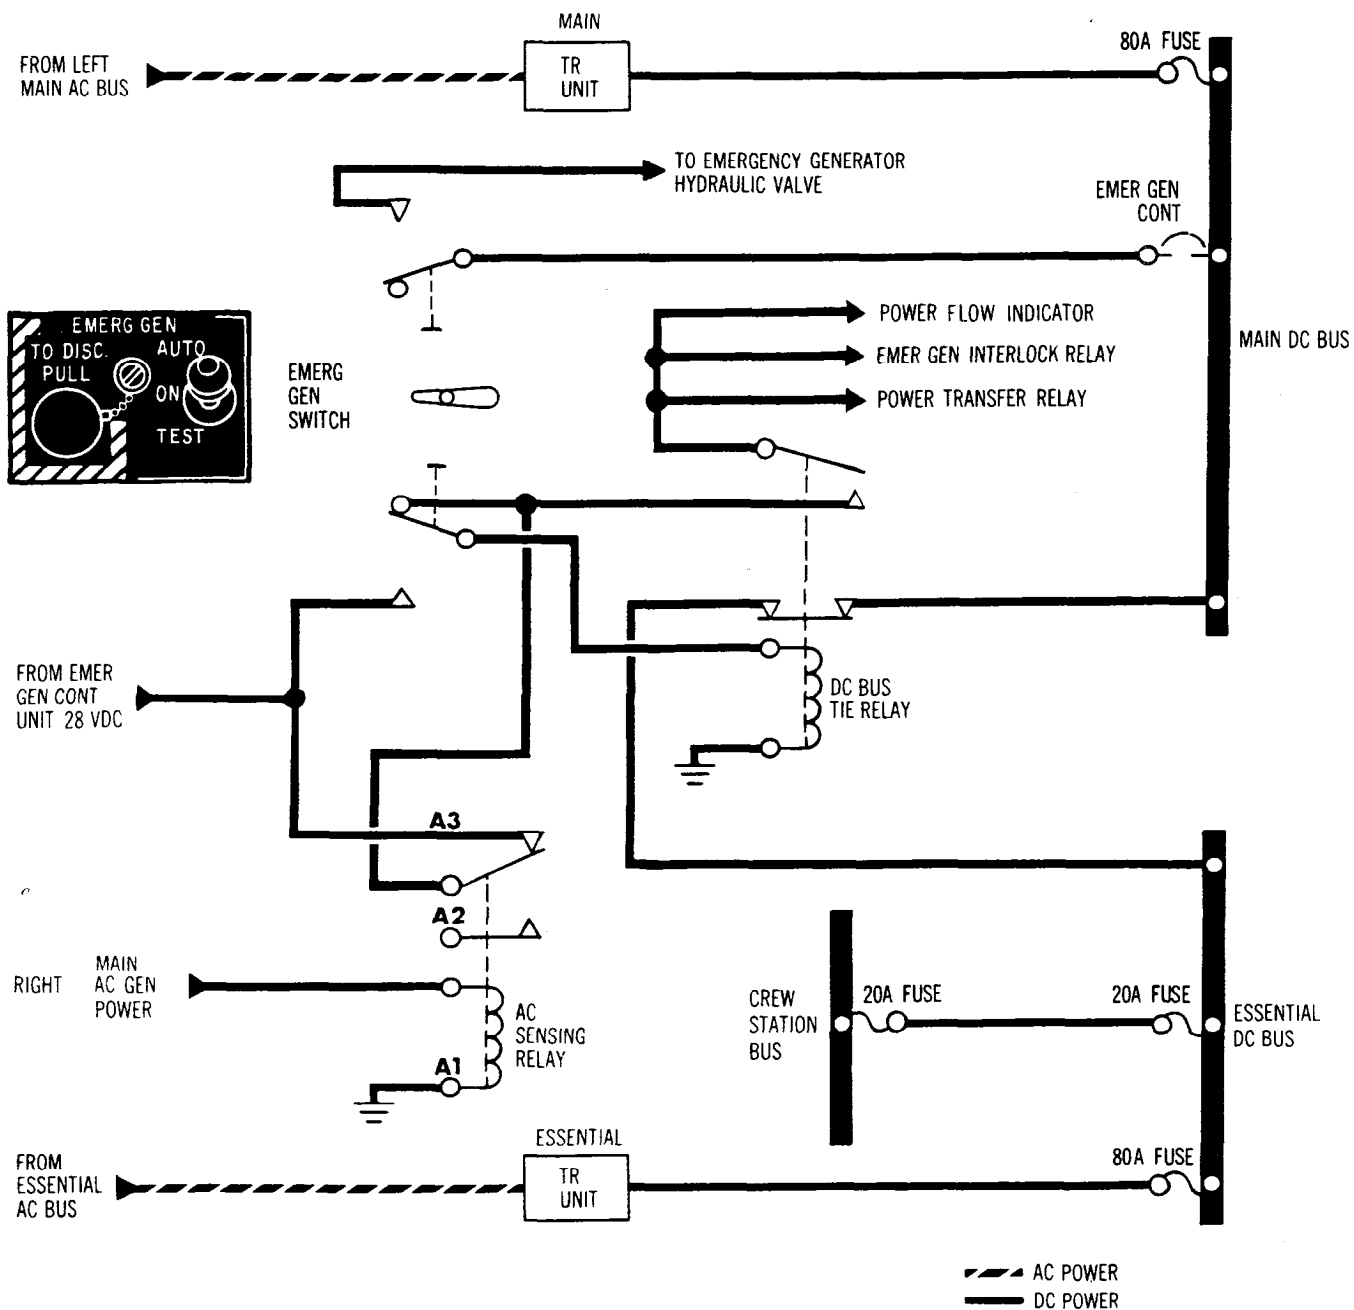 MAIN
80A FUSE
FROM LEFT
MAIN AC BUS
TR
UNIT
TO EMERGENCY GENERATOR
HYDRAULIC VALVE
EMER GEN
CONT
POWER FLOW INDICATOR
EMERG GEN
TO DISC.
PULL
AUTO
ON
TEST
EMERG
GEN
SWITCH
EMER GEN INTERLOCK RELAY
MAIN DC BUS
POWER TRANSFER RELAY
FROM EMER
GEN CONT
UNIT 28 VDC
DC BUS
TIE RELAY
A3
A2
RIGHT
MAIN
AC GEN
POWER
AC
SENSING
RELAY
A1
CREW
STATION
BUS
20A FUSE
20A FUSE
ESSENTIAL
DC BUS
ESSENTIAL
FROM
ESSENTIAL
AC BUS
TR
UNIT
80A FUSE
AC POWER
DC POWER